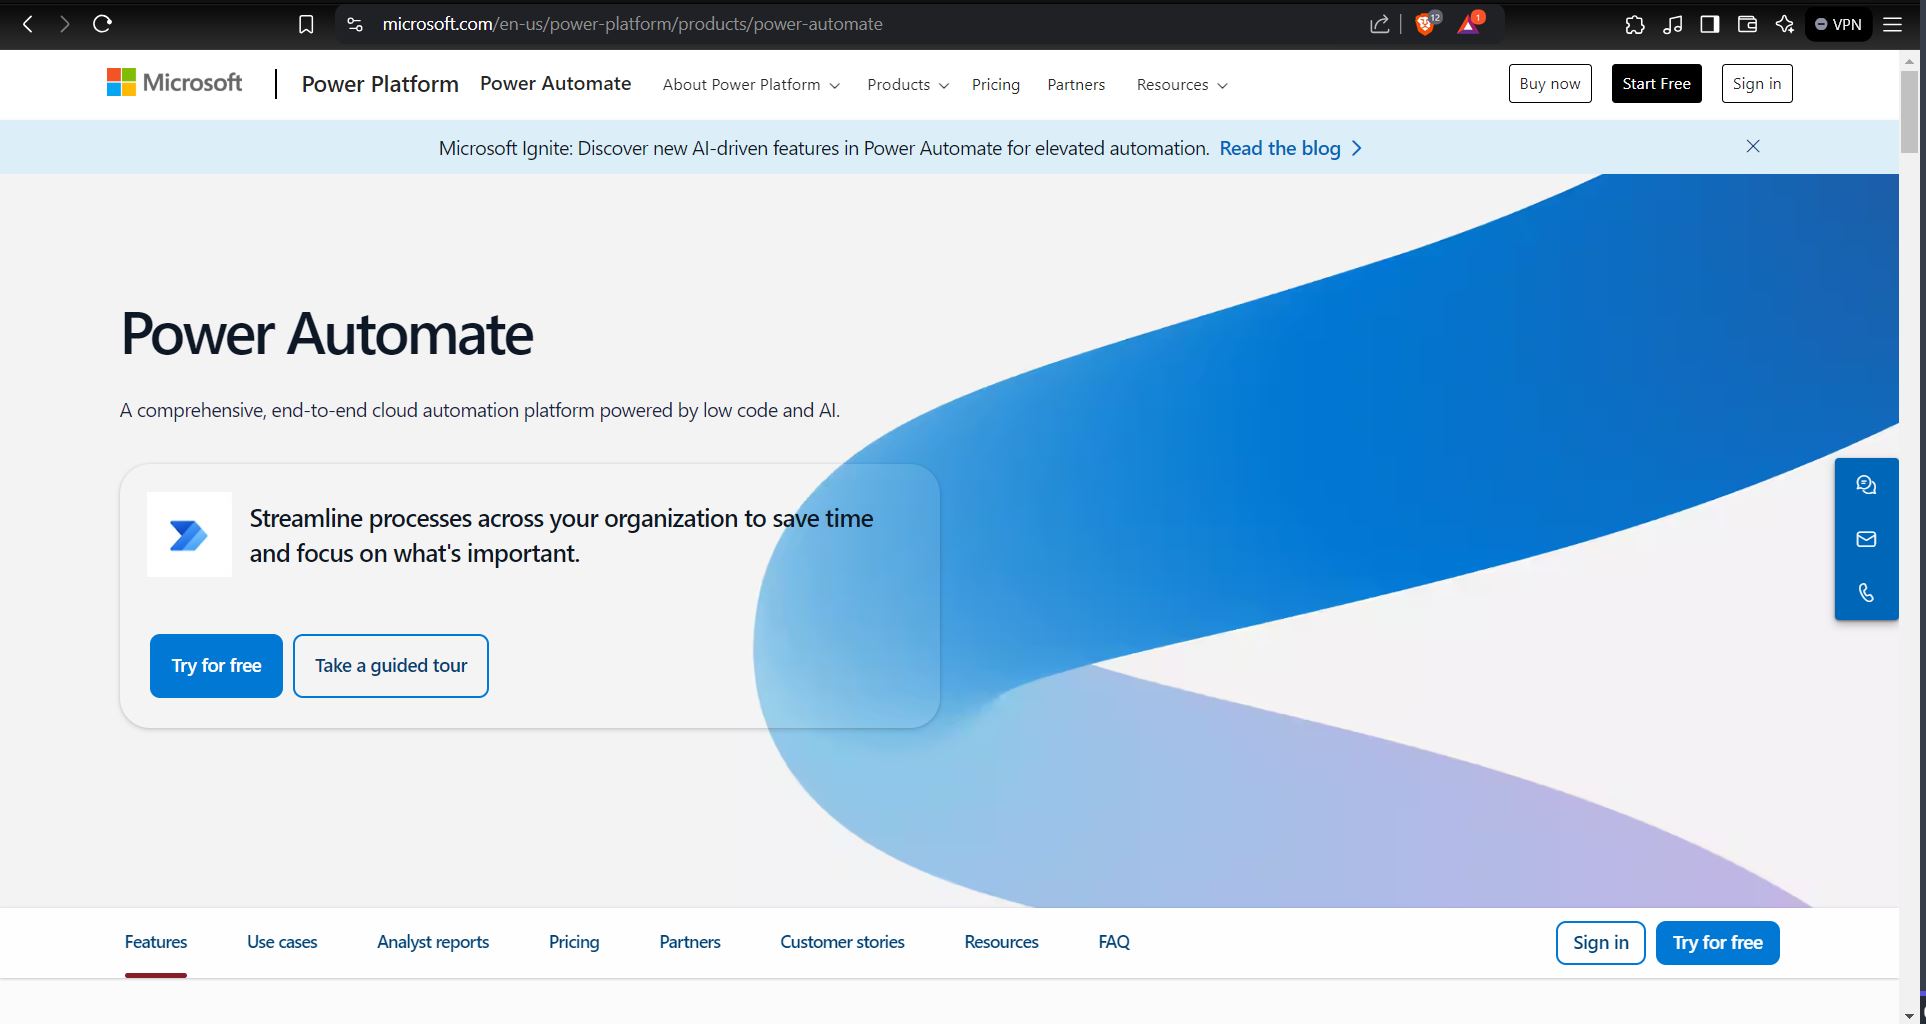 microsoft.com/en-us/power-platform/products/power-automate
12
1
VPN
Microsoft
Power Platform
Power Automate
About Power Platform
Products
Pricing
Partners
Resources
Buy now
Start Free
Sign in
Microsoft Ignite: Discover new AI-driven features in Power Automate for elevated automation. Read the blog
Power Automate
A comprehensive, end-to-end cloud automation platform powered by low code and AI.
Streamline processes across your organization to save time
and focus on what's important.
Try for free
Take a guided tour
Features
Use cases
Analyst reports
Pricing
Partners
Customer stories
Resources
FAQ
Sign in
Try for free